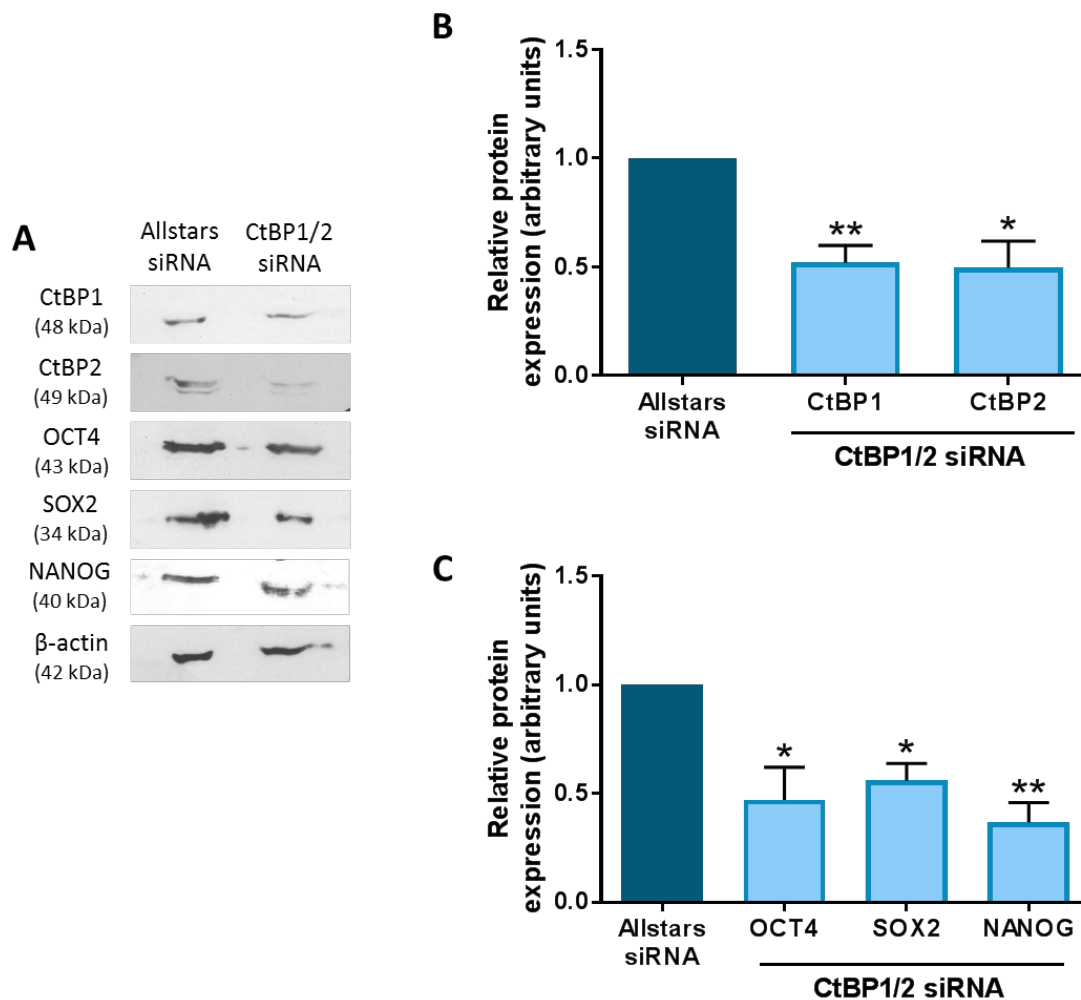 A
Allstars
siRNA
CtBP1/2
siRNA
CtBP1
(48 kDa)
CtBP2
(49 kDa)
OCT4
(43 kDa)
SOX2
(34 kDa)
NANOG
(40 kDa)
β-actin
(42 kDa)
B
Relative protein
expression (arbitrary units)
1.5
1.0
0.5
0.0
**
*
Allstars
siRNA
CtBP1
CtBP2
CtBP1/2 siRNA
C
Relative protein
expression (arbitrary units)
1.5
1.0
0.5
0.0
*
*
**
Allstars
siRNA
OCT4
SOX2
NANOG
CtBP1/2 siRNA